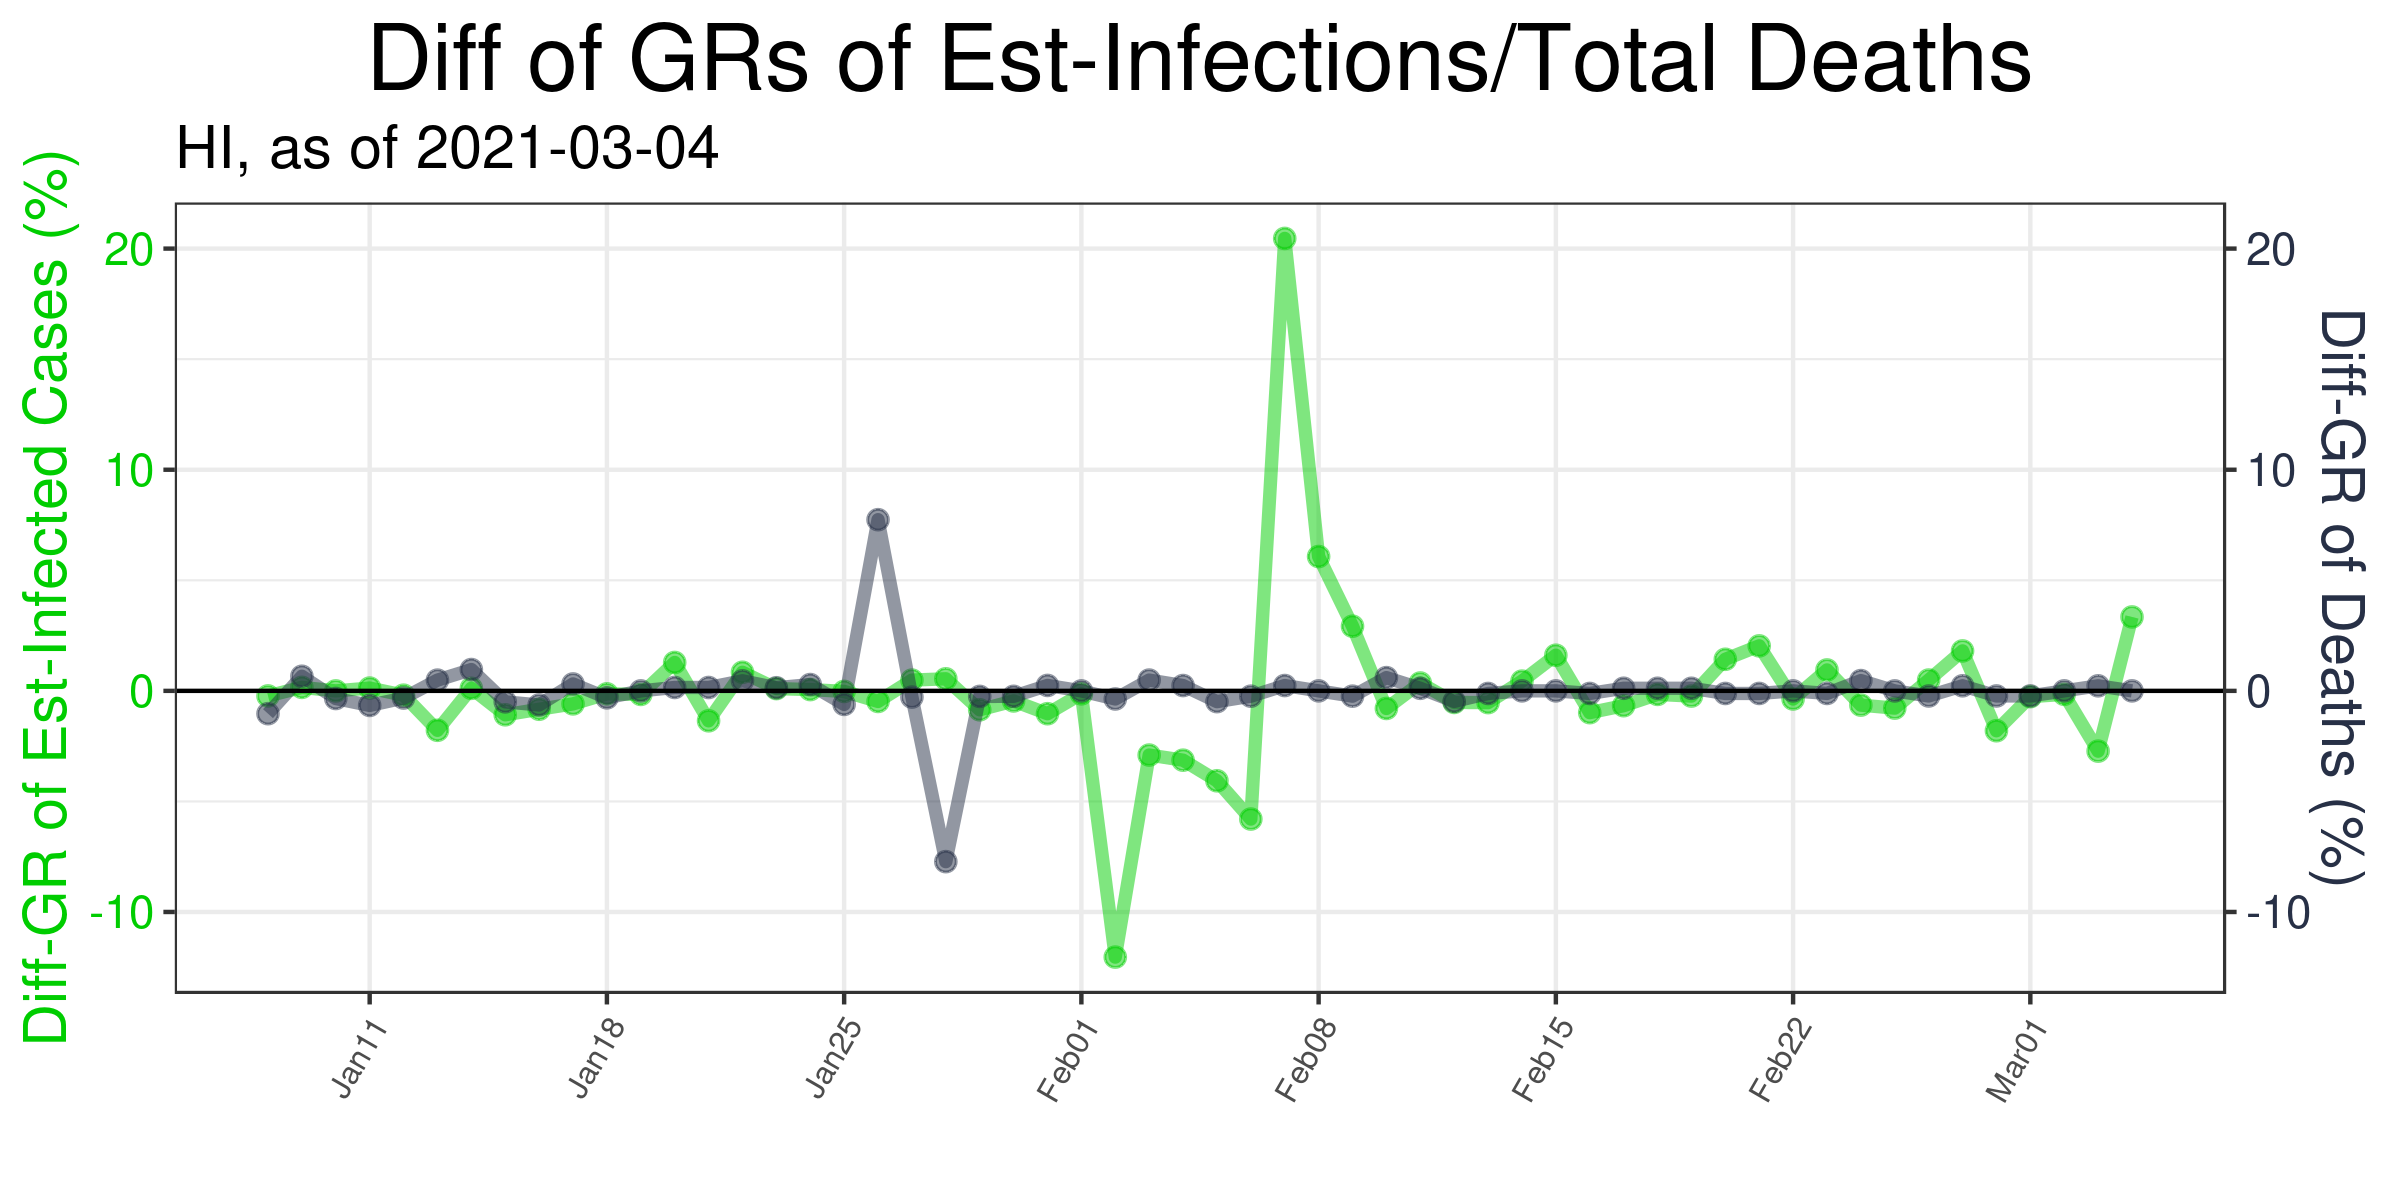 Diff of GRs of Est-Infections/Total Deaths
HI, as of 2021-03-04
Diff-GR of Est-Infected Cases (%)
20
10
0
-10
20
10
0
-10
Diff-GR of Deaths (%)
Jan11
Jan18
Jan25
Feb01
Feb08
Feb15
Feb22
Mar01